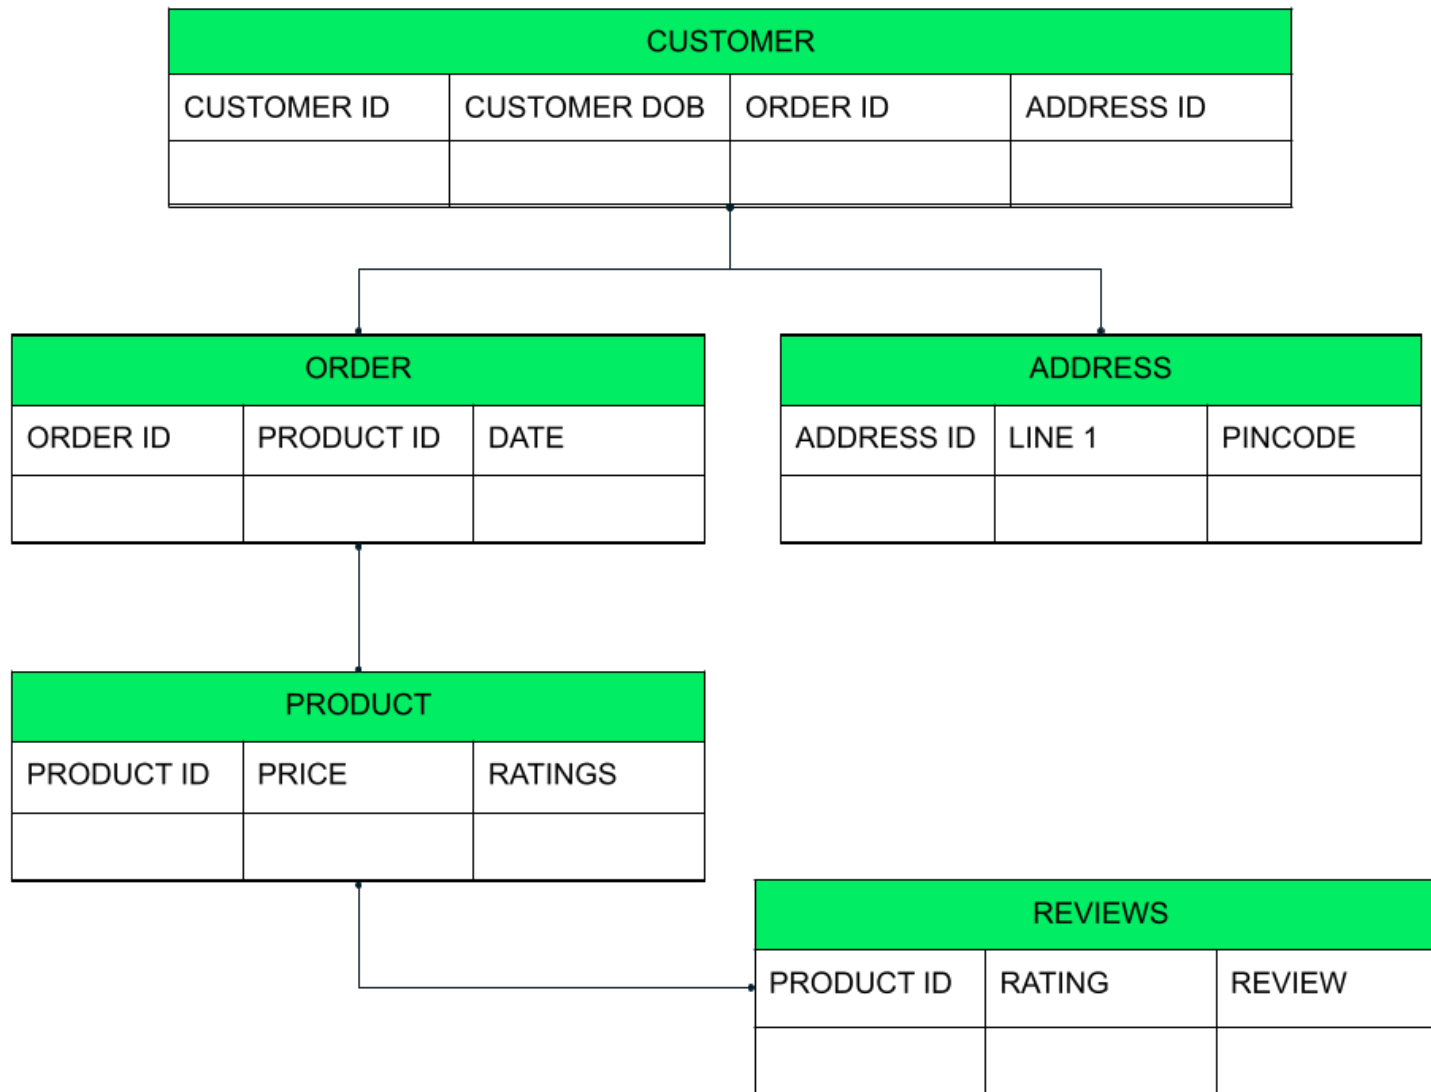 CUSTOMER
CUSTOMER ID CUSTOMER DOB ORDER ID ADDRESS ID
ORDER
ORDER ID PRODUCT ID DATE
ADDRESS
ADDRESS ID LINE 1 PINCODE
PRODUCT
PRODUCT ID PRICE RATINGS
REVIEWS
PRODUCT ID RATING REVIEW